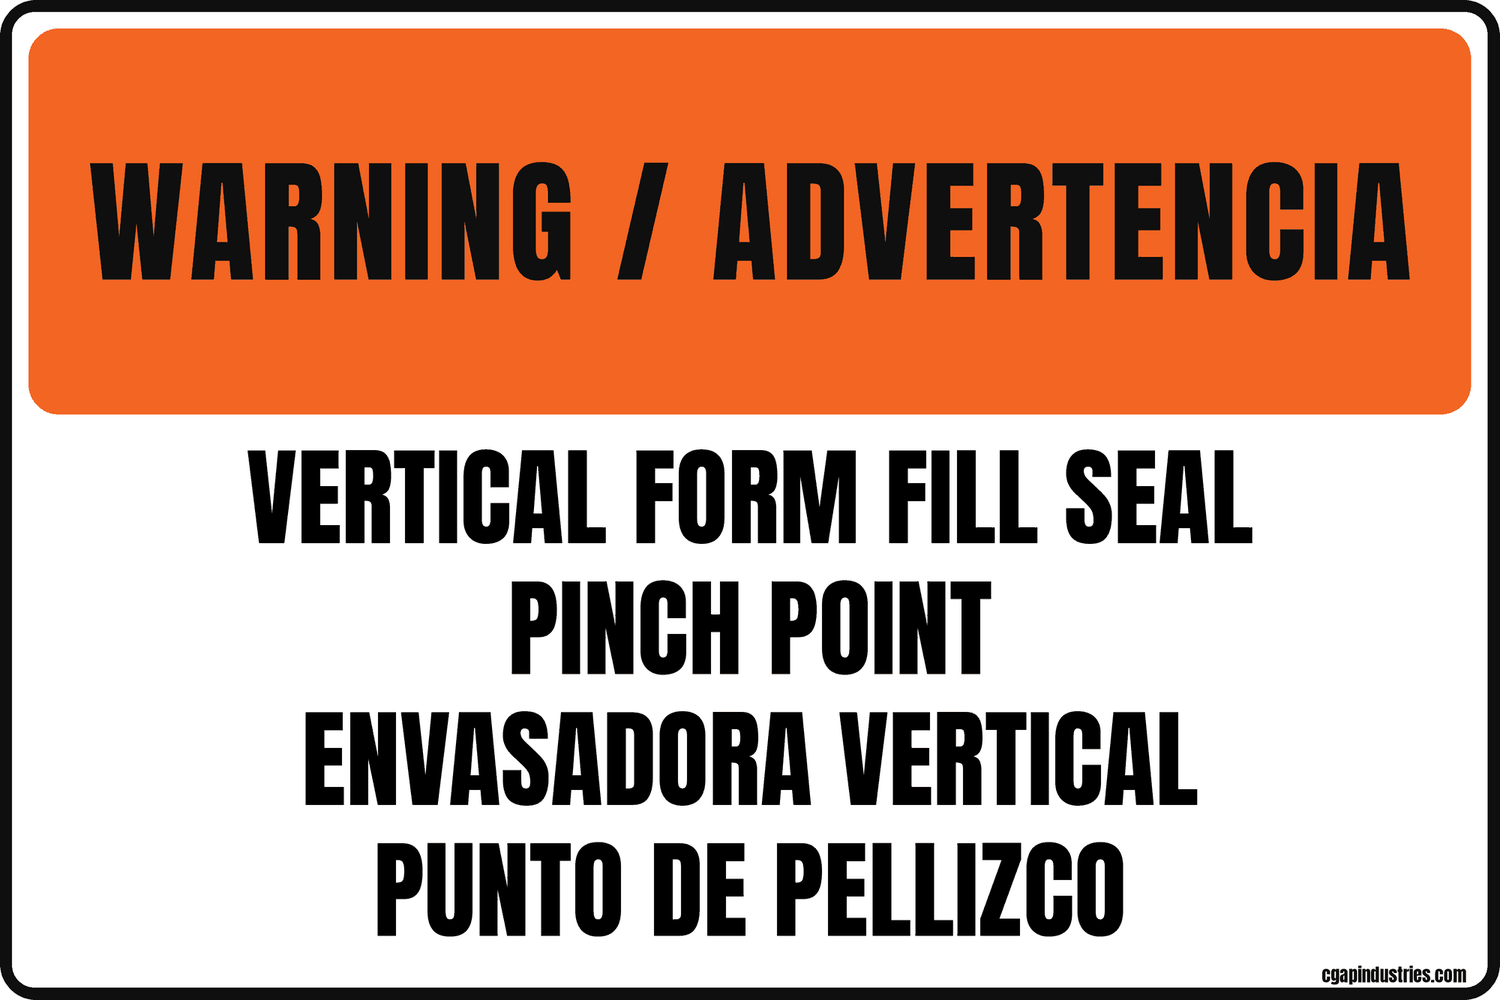 WARNING / ADVERTENCIA
VERTICAL FORM FILL SEAL
PINCH POINT
ENVASADORA VERTICAL
PUNTO DE PELLIZCO
cgapindustries.com